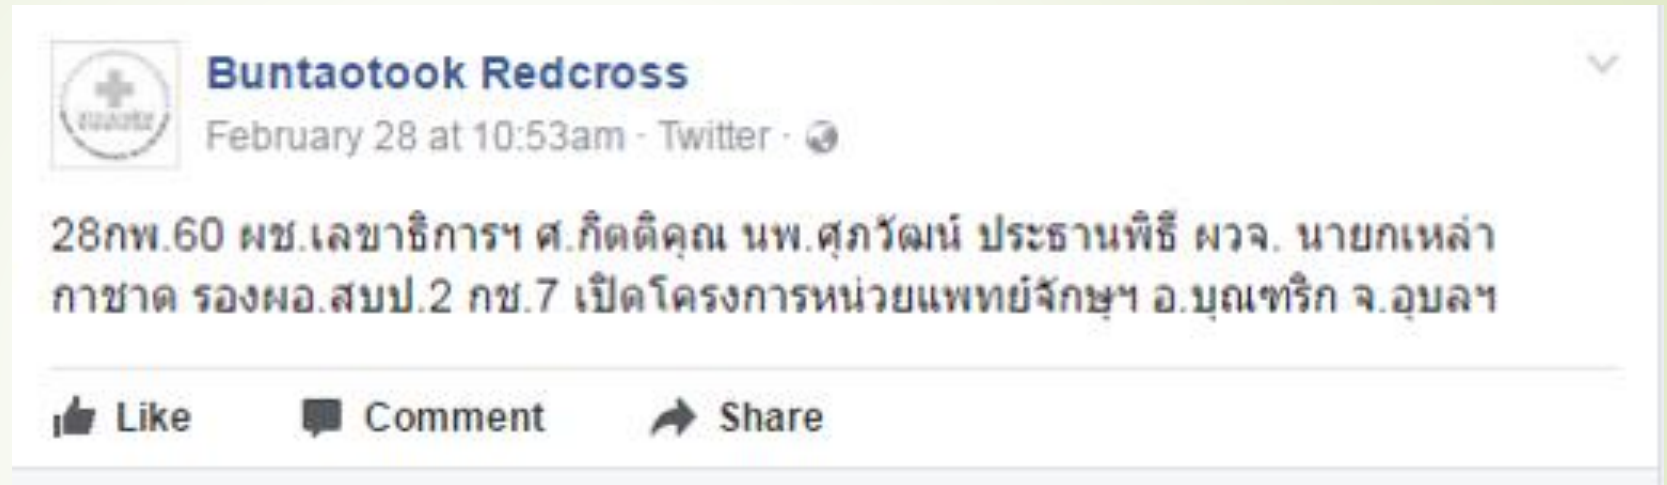 Buntaotook Redcross
February 28 at 10:53am · Twitter ·
28กพ.60 ผช.เลขาธิการฯ ศ.กิตติคุณ นพ.ศุภวัฒน์ ประธานพิธี ผวจ. นายกเหล่า
กาชาด รองผอ.สบป.2 กช.7 เปิดโครงการหน่วยแพทย์จักษุฯ อ.บุณฑริก จ.อุบลฯ
Like Comment Share